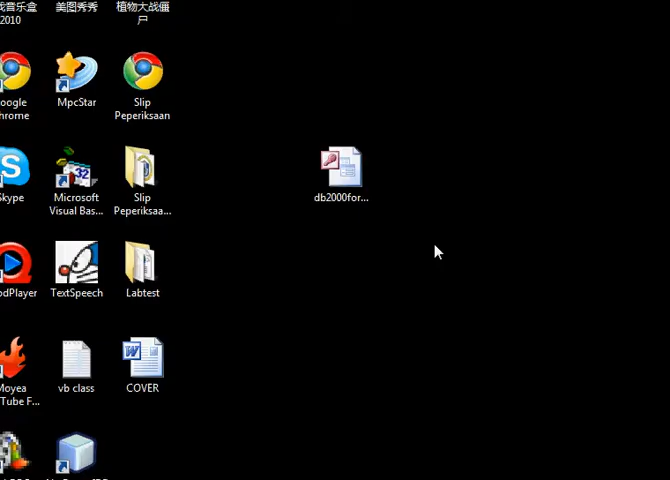 美图秀秀
植物大战僵
尸
2010
oogle
hrome
MpcStar
Slip
Peperiksaan
db2000for...
Skype
Microsoft
Visual Bas...
Slip
Peperiksaa...
odPlayer
TextSpeech
Labtest
Moyea
Tube F...
vb class
COVER